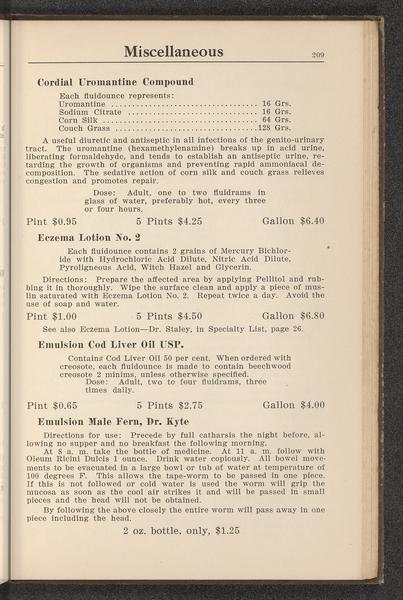 Miscellaneous 209
Cordial Uromantine Compound
Each fluidounce represents:
Uromantine ................................ 16 Grs.
Sodium Citrate ............................ 16 Grs.
Corn Silk .................................. 64 Grs.
Couch Grass ...............................128 Grs.
A useful diuretic and antiseptic in all infections of the genito-urinary
tract. The uromantine (hexamethylenamine) breaks up in acid urine,
liberating formaldehyde, and tends to establish an antiseptic urine, re-
tarding the growth of organisms and preventing rapid ammoniacal de-
composition. The sedative action of corn silk and couch grass relieves
congestion and promotes repair.
Dose: Adult, one to two fluidrams in
glass of water, preferably hot, every three
or four hours.
Pint $0.95 5 Pints $4.25 Gallon $6.40
Eczema Lotion No. 2
Each fluidounce contains 2 grains of Mercury Bichlor-
ide with Hydrochloric Acid Dilute, Nitric Acid Dilute,
Pyroligneous Acid, Witch Hazel and Glycerin.
Directions: Prepare the affected area by applying Pellitol and rub-
bing it in thoroughly. Wipe the surface clean and apply a piece of mus-
lin saturated with Eczema Lotion No. 2. Repeat twice a day. Avoid the
use of soap and water.
Pint $1.00 5 Pints $4.50 Gallon $6.80
See also Eczema Lotion—Dr. Staley, in Specialty List, page 26.
Emulsion Cod Liver Oil USP.
Contains Cod Liver Oil 50 per cent. When ordered with
creosote, each fluidounce is made to contain beechwood
creosote 2 minims, unless otherwise specified.
Dose: Adult, two to four fluidrams, three
times daily.
Pint $0.65 5 Pints $2.75 Gallon $4.00
Emulsion Male Fern, Dr. Kyte
Directions for use: Precede by full catharsis the night before, al-
lowing no supper and no breakfast the following morning.
At 8 a. m. take the bottle of medicine. At 11 a. m. follow with
Oleum Ricini Dulcis 1 ounce. Drink water copiously. All bowel move-
ments to be evacuated in a large bowl or tub of water at temperature of
100 degrees F. This allows the tape-worm to be passed in one piece.
If this is not followed or cold water is used the worm will grip the
mucosa as soon as the cool air strikes it and will be passed in small
pieces and the head will not be obtained.
By following the above closely the entire worm will pass away in one
piece including the head.
2 oz. bottle, only, $1.25